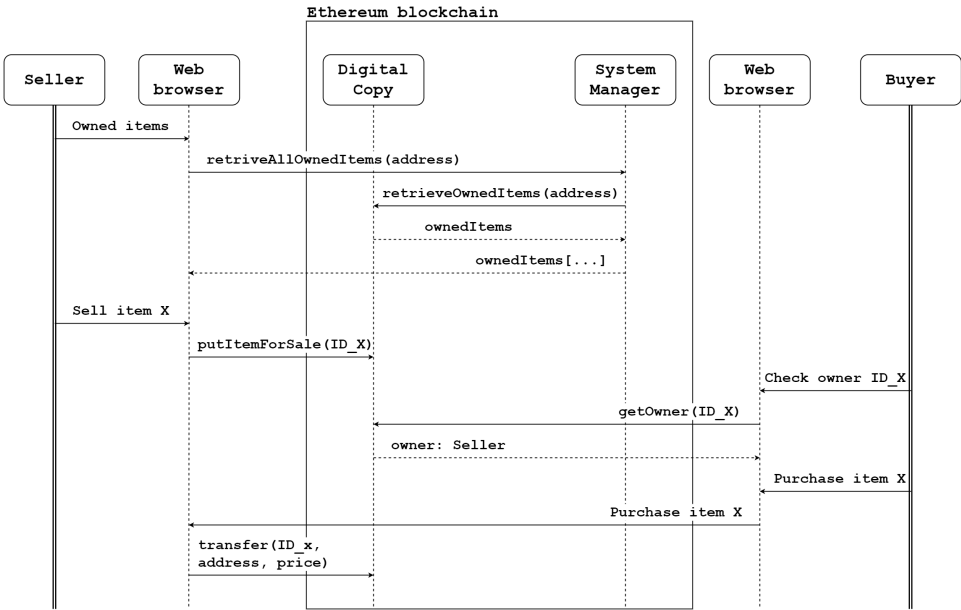 Ethereum blockchain
Seller
Web
browser
Digital
Copy
System
Manager
Web
browser
Buyer
Owned items
retriveAllOwnedItems(address)
retrieveOwnedItems(address)
ownedItems
ownedItems[...]
Sell item X
putItemForSale(ID_X)
Check owner ID_X
getOwner(ID_X)
owner: Seller
Purchase item X
Purchase item X
transfer(ID_x,
address, price)